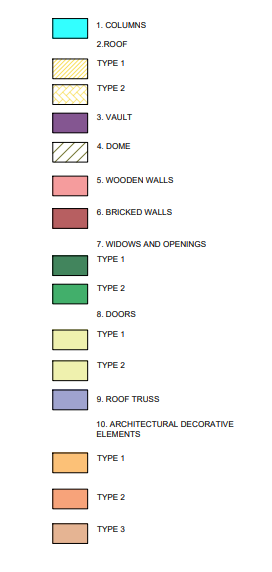 1. COLUMNS
2.ROOF
TYPE 1
TYPE 2
3. VAULT
4. DOME
5. WOODEN WALLS
6. BRICKED WALLS
7. WIDOWS AND OPENINGS
TYPE 1
TYPE 2
8. DOORS
TYPE 1
TYPE 2
9. ROOF TRUSS
10. ARCHITECTURAL DECORATIVE
ELEMENTS
TYPE 1
TYPE 2
TYPE 3